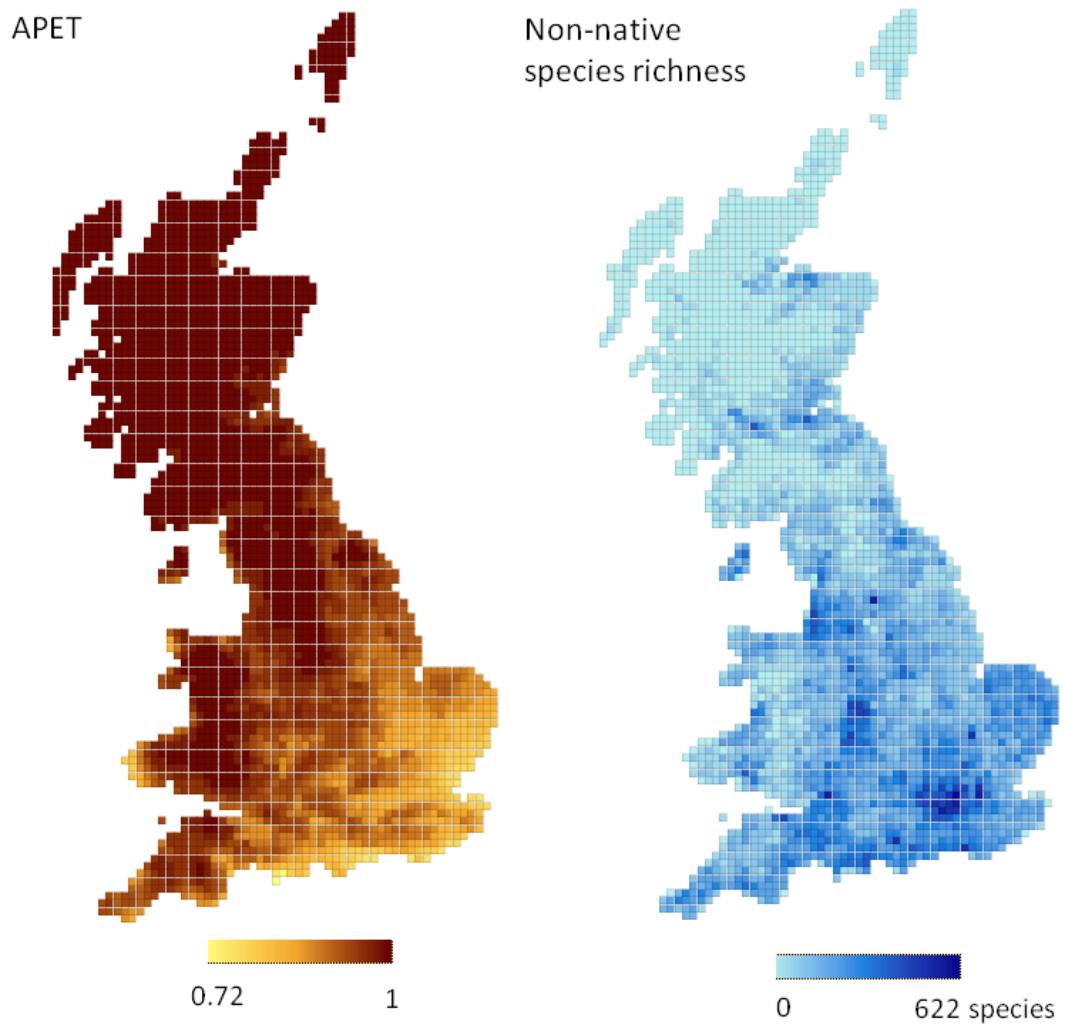 APET
Non-native
species richness
0.72
1
0
622 species